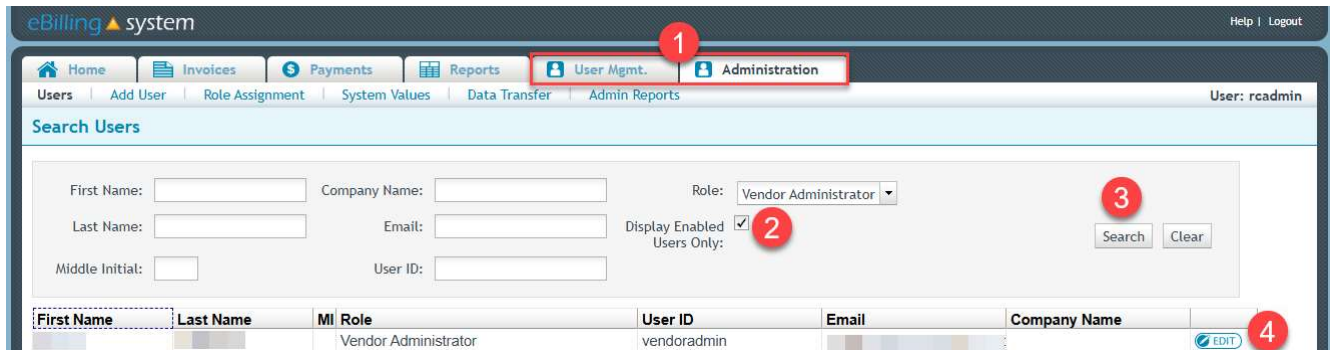 eBilling system Help | Logout
1
Home Invoices Payments Reports User Mgmt. Administration
Users | Add User | Role Assignment | System Values | Data Transfer | Admin Reports User: rcadmin
Search Users
First Name: Company Name: Role: Vendor Administrator 3
Last Name: Email: Display Enabled Users Only: 2 Search Clear
Middle Initial: User ID:
First Name Last Name MI Role User ID Email Company Name
Vendor Administrator vendoradmin EDIT 4